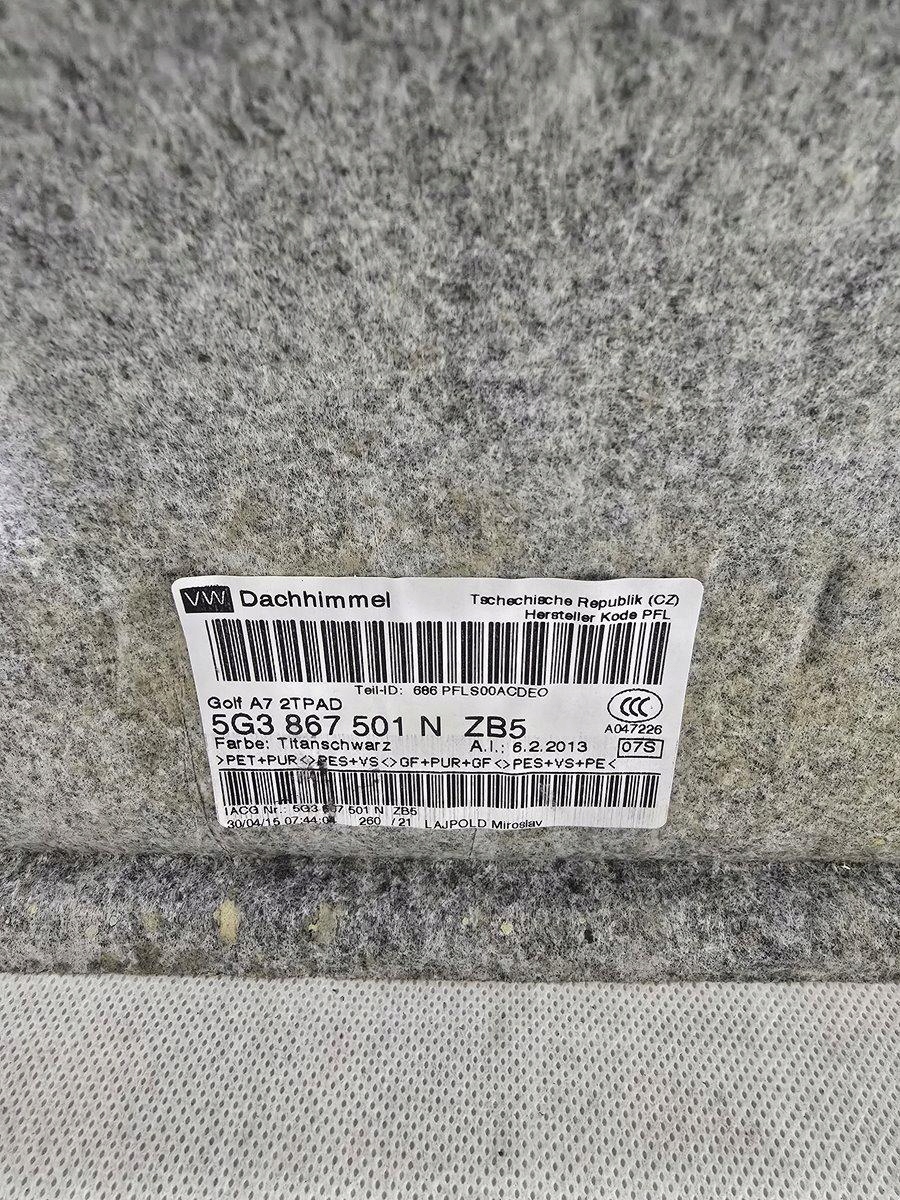 VW Dachhimmel
Tschechische Republik (CZ)
Hersteller Kode PFL
Teil-ID: 686 PFLS00ACDEO
Golf A7 2TPAD
CCC
5G3 867 501 N ZB5
A047226
Farbe: Titanschwarz A.I.: 6.2.2013 07S
>PET+PUR<>PES+VS<>GF+PUR+GF<>PES+VS+PE<
IACG Nr.: 5G3 867 501 N ZB5
30/04/15 07:44:04 260 /21 LAJPOLD Miroslav